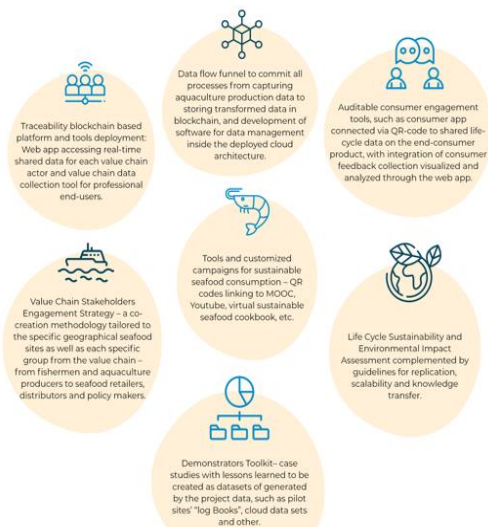 Data flow funnel to commit all
processes from capturing
aquaculture production data to
storing transformed data in
blockchain, and development of
software for data management
inside the deployed cloud
architecture.
Traceability blockchain based
platform and tools deployment:
Web app accessing real-time
shared data for each value chain
actor and value chain data
collection tool for professional
end-users.
Auditable consumer engagement
tools, such as consumer app
connected via QR-code to shared life-
cycle data on the end-consumer
product, with integration of consumer
feedback collection visualized and
analyzed through the web app.
Tools and customized
campaigns for sustainable
seafood consumption – QR
codes linking to MOOC,
Youtube, virtual sustainable
seafood cookbook, etc.
Value Chain Stakeholders
Engagement Strategy – a co-
creation methodology tailored to
the specific geographical seafood
sites as well as each specific
group from the value chain –
from fishermen and aquaculture
producers to seafood retailers,
distributors and policy makers.
Life Cycle Sustainability and
Environmental Impact
Assessment complemented by
guidelines for replication,
scalability and knowledge
transfer.
Demonstrators Toolkit– case
studies with lessons learned to be
created as datasets of generated
by the project data, such as pilot
sites' "log Books", cloud data sets
and other.